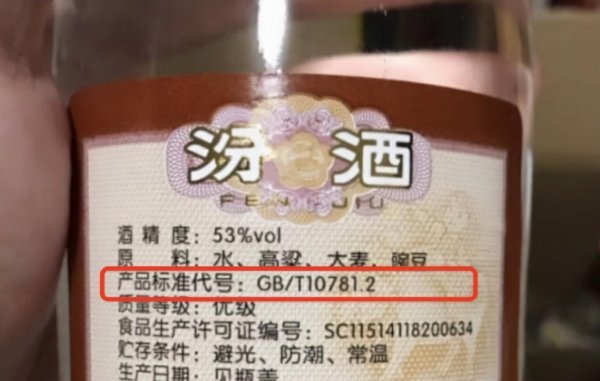 汾酒
FEN JIU
酒精度：53%vol
原料：水、高粱、大麦、豌豆
产品标准代号：GB/T10781.2
质量等级：优级
食品生产许可证编号：SC11514118200634
贮存条件：避光、防潮、常温
生产日期：见瓶盖